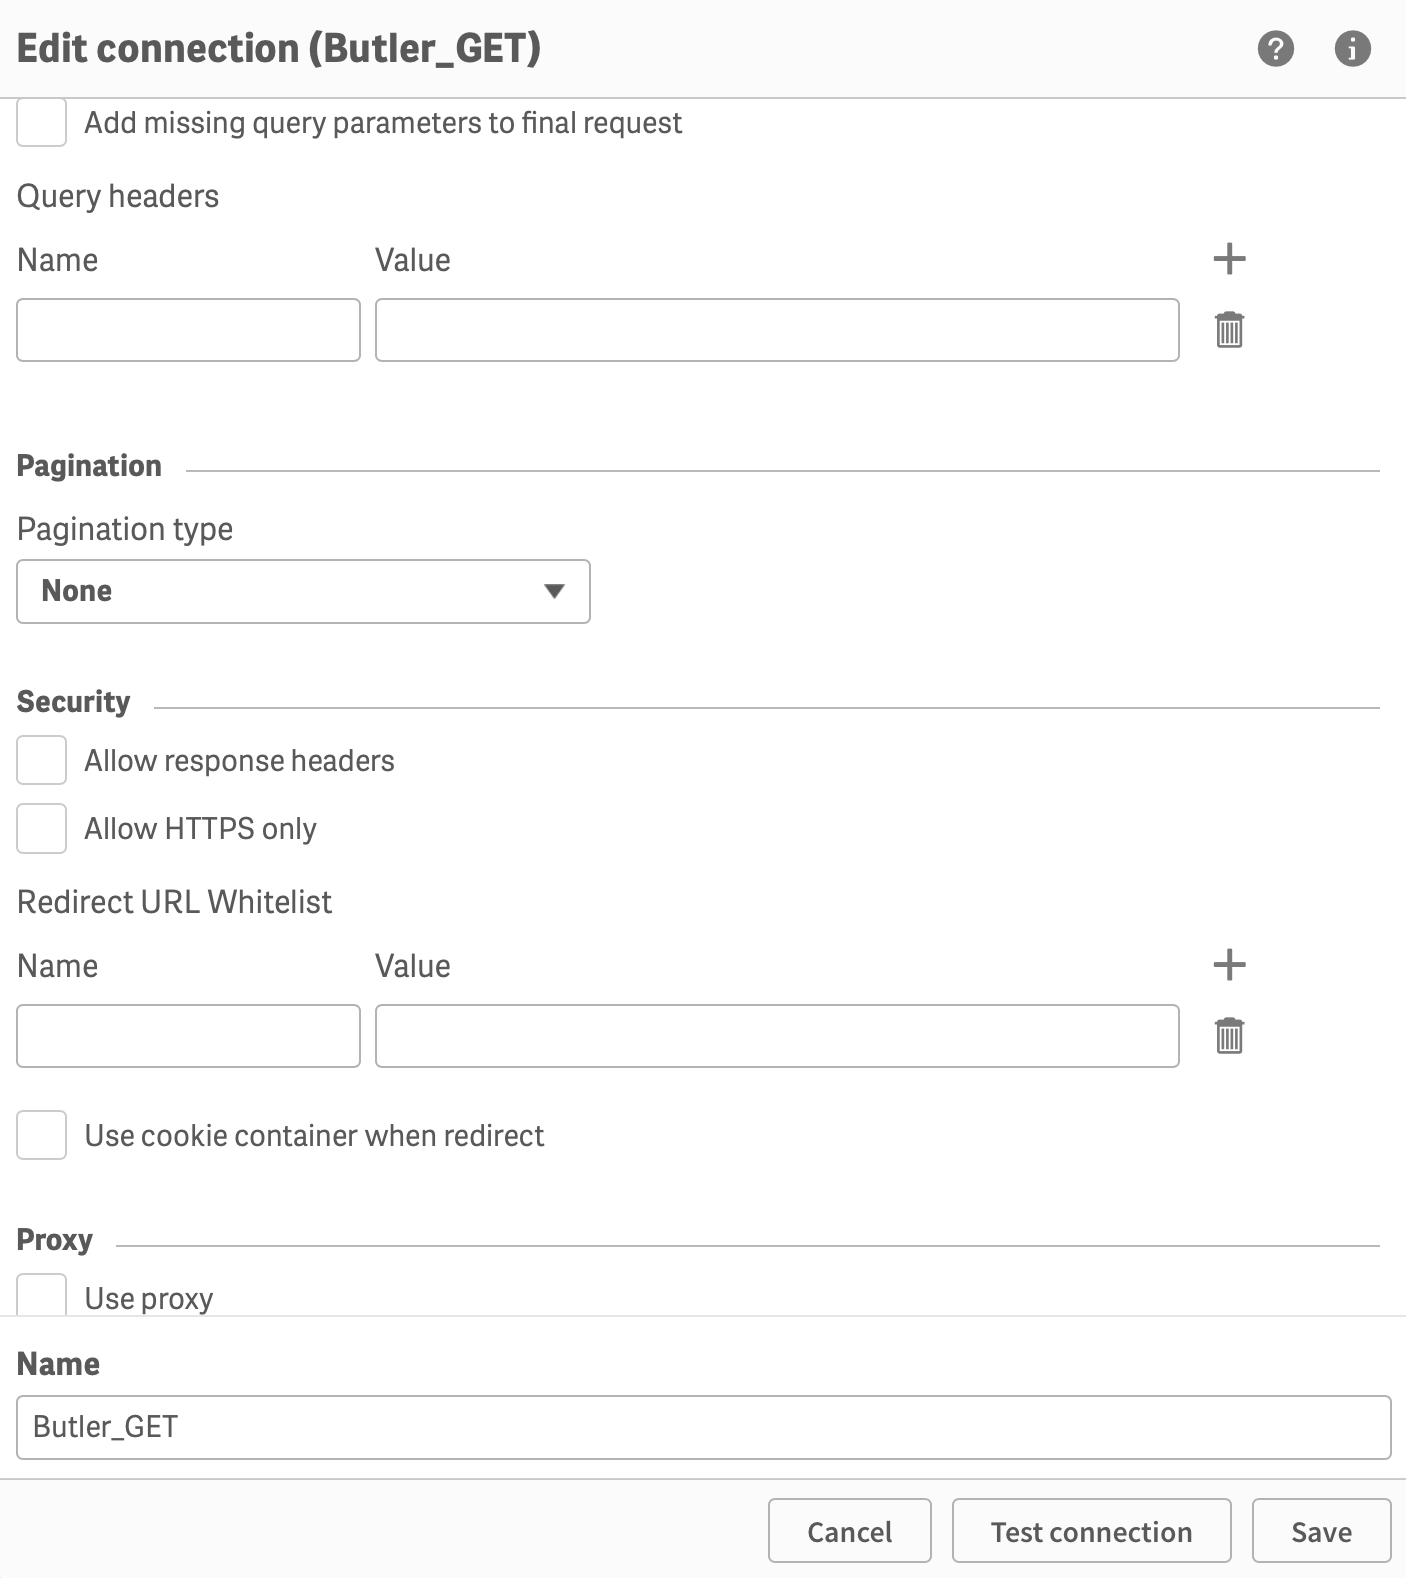 Edit connection (Butler_GET)
Add missing query parameters to final request
Query headers
Name Value
Pagination
Pagination type
None
Security
Allow response headers
Allow HTTPS only
Redirect URL Whitelist
Name Value
Use cookie container when redirect
Proxy
Use proxy
Name
Butler_GET
Cancel Test connection Save